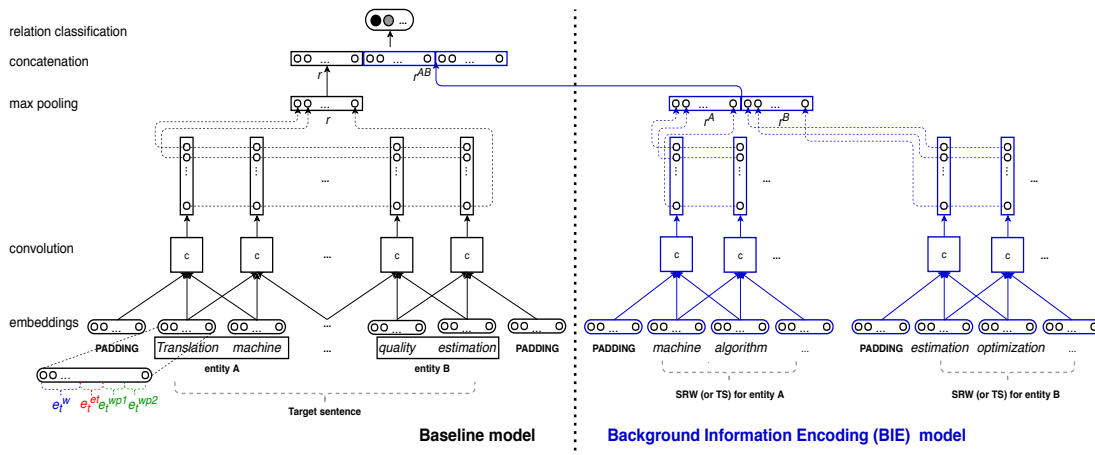 relation classification
...
concatenation
... ... ...
r r^AB
max pooling
... ... ...
r r^A r^B
...
... ... ...
convolution
c c ... c c c c ... c c ...
embeddings
... ... ... ... ... ... ... ... ... ... ... ... ... ...
PADDING Translation machine ... quality estimation PADDING PADDING machine algorithm ... PADDING estimation optimization ...
entity A entity B
...
e_t^w e_t^et e_t^wp1 e_t^wp2
SRW (or TS) for entity A SRW (or TS) for entity B
Target sentence
Baseline model Background Information Encoding (BIE) model